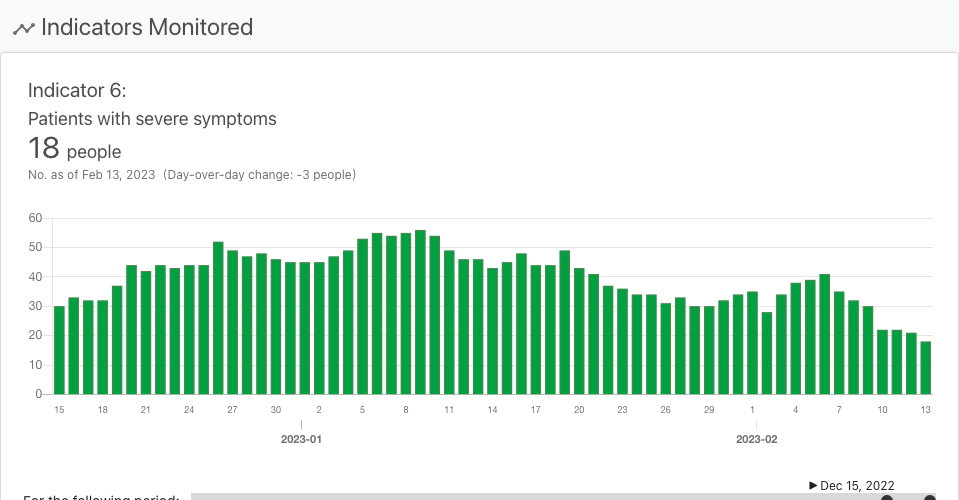 Indicators Monitored
Indicator 6:
Patients with severe symptoms
18 people
No. as of Feb 13, 2023 (Day-over-day change: -3 people)
60
50
40
30
20
10
0
15 18 21 24 27 30 2 5 8 11 14 17 20 23 26 29 1 4 7 10 13
2023-01 2023-02
Dec 15, 2022
For the following period: